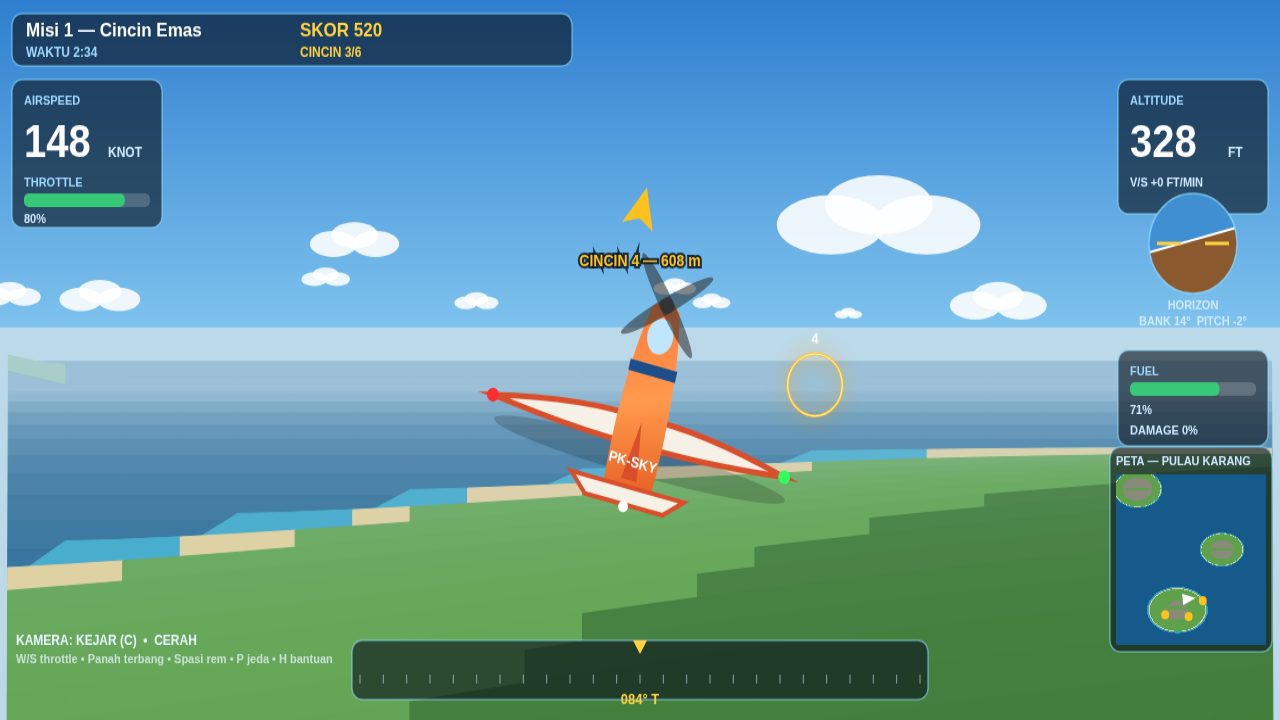 Misi 1 — Cincin Emas
SKOR 520
WAKTU 2:34
CINCIN 3/6
AIRSPEED
148 KNOT
THROTTLE
80%
ALTITUDE
328 FT
V/S +0 FT/MIN
HORIZON
BANK 14° PITCH -2°
CINCIN 4 — 608 m
4
FUEL
71%
DAMAGE 0%
PK-SKY
PETA — PULAU KARANG
KAMERA: KEJAR (C) • CERAH
W/S throttle • Panah terbang • Spasi rem • P jeda • H bantuan
084° T